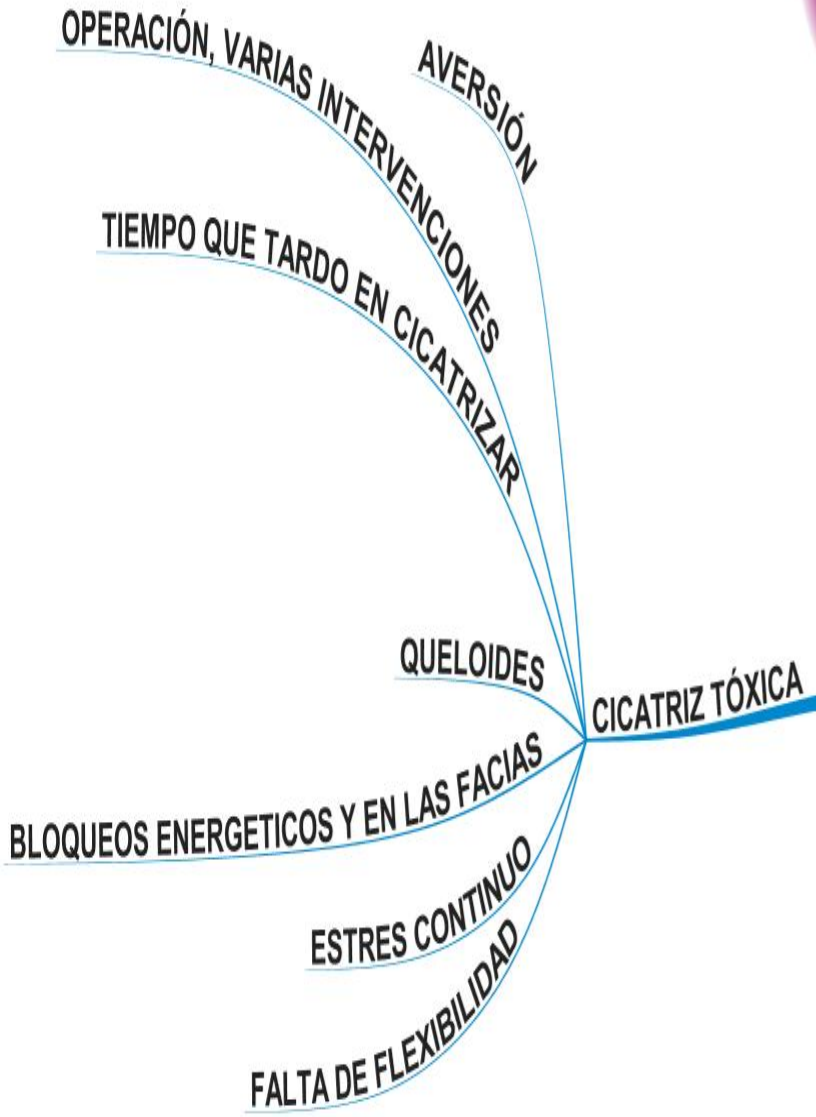 AVERSIÓN
OPERACIÓN, VARIAS INTERVENCIONES
TIEMPO QUE TARDO EN CICATRIZAR
QUELOIDES
CICATRIZ TÓXICA
BLOQUEOS ENERGETICOS Y EN LAS FACIAS
ESTRES CONTINUO
FALTA DE FLEXIBILIDAD